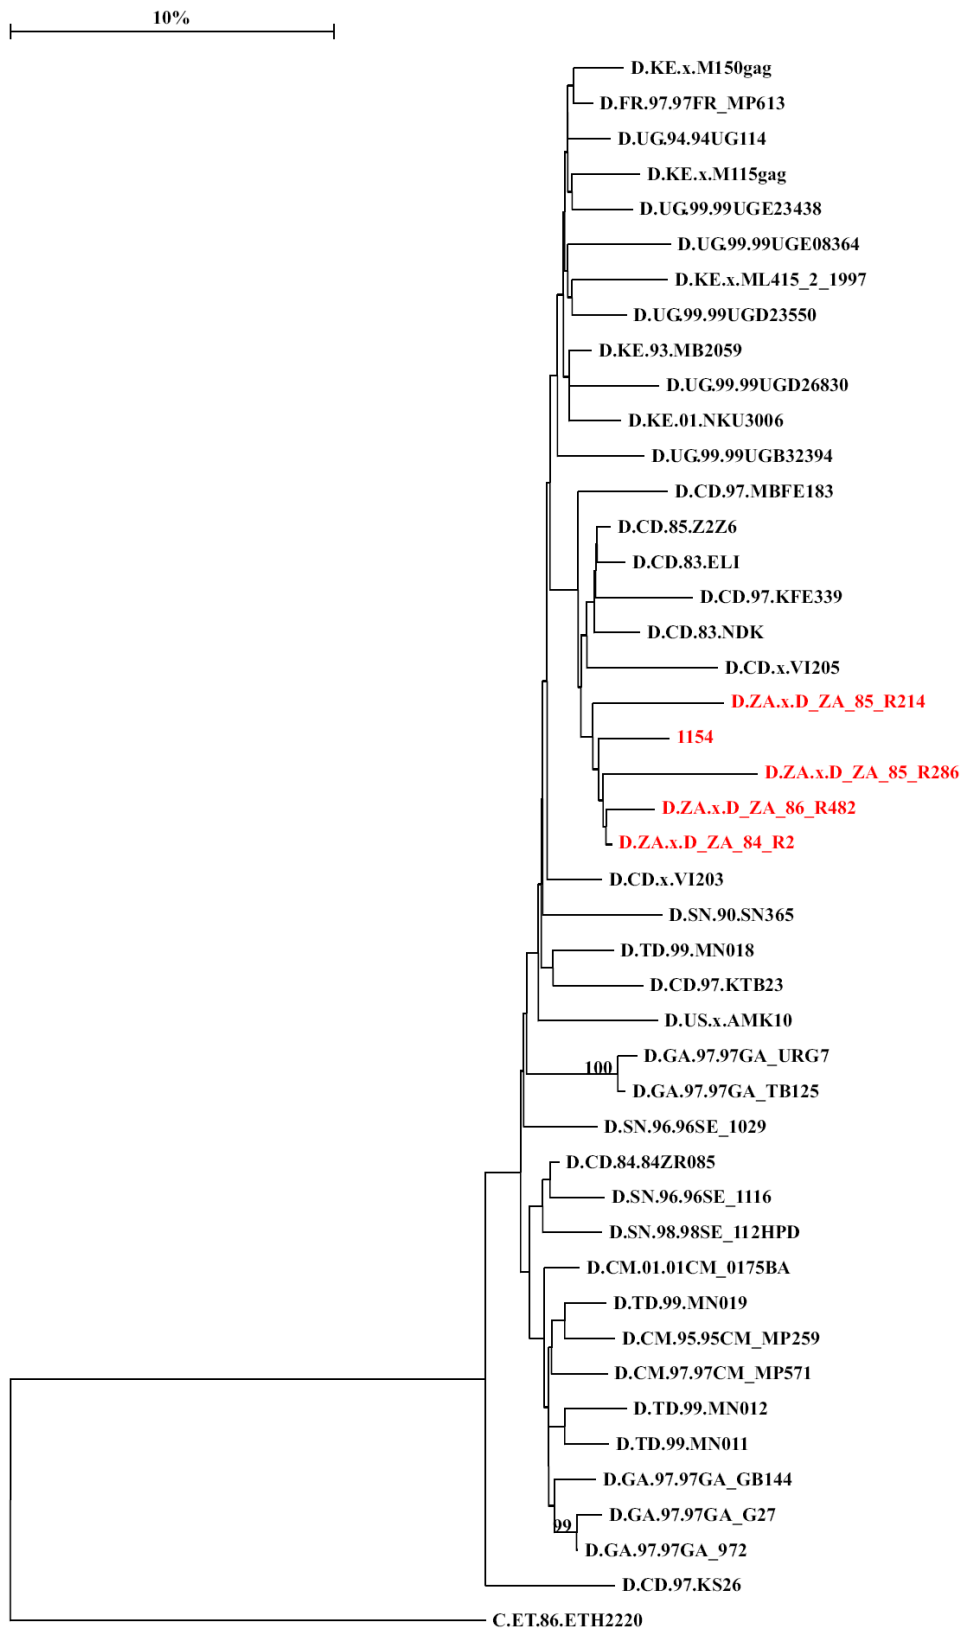 10%
D.KE.x.M150gag
D.FR.97.97FR_MP613
D.UG.94.94UG114
D.KE.x.M115gag
D.UG.99.99UGE23438
D.UG.99.99UGE08364
D.KE.x.ML415_2_1997
D.UG.99.99UGD23550
D.KE.93.MB2059
D.UG.99.99UGD26830
D.KE.01.NKU3006
D.UG.99.99UGB32394
D.CD.97.MBFE183
D.CD.85.Z2Z6
D.CD.83.ELI
D.CD.97.KFE339
D.CD.83.NDK
D.CD.x.VI205
D.ZA.x.D_ZA_85_R214
1154
D.ZA.x.D_ZA_85_R286
D.ZA.x.D_ZA_86_R482
D.ZA.x.D_ZA_84_R2
D.CD.x.VI203
D.SN.90.SN365
D.TD.99.MN018
D.CD.97.KTB23
D.US.x.AMK10
D.GA.97.97GA_URG7
100
D.GA.97.97GA_TB125
D.SN.96.96SE_1029
D.CD.84.84ZR085
D.SN.96.96SE_1116
D.SN.98.98SE_112HPD
D.CM.01.01CM_0175BA
D.TD.99.MN019
D.CM.95.95CM_MP259
D.CM.97.97CM_MP571
D.TD.99.MN012
D.TD.99.MN011
D.GA.97.97GA_GB144
D.GA.97.97GA_G27
99
D.GA.97.97GA_972
D.CD.97.KS26
C.ET.86.ETH2220